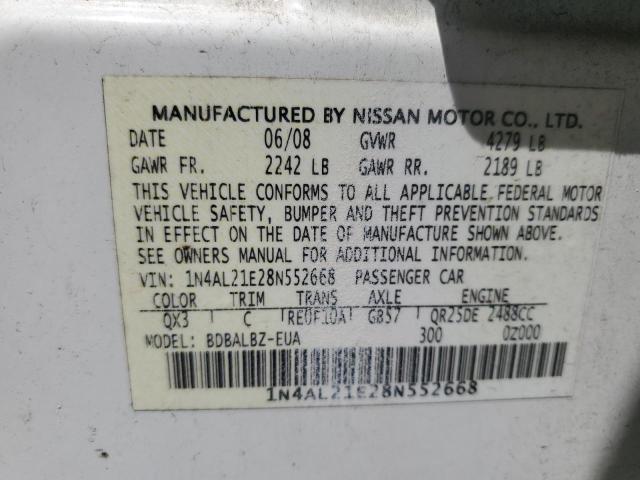 MANUFACTURED BY NISSAN MOTOR CO., LTD.
DATE 06/08 GVWR 4279 LB
GAWR FR. 2242 LB GAWR RR. 2189 LB
THIS VEHICLE CONFORMS TO ALL APPLICABLE FEDERAL MOTOR
VEHICLE SAFETY, BUMPER AND THEFT PREVENTION STANDARDS
IN EFFECT ON THE DATE OF MANUFACTURE SHOWN ABOVE.
SEE OWNERS MANUAL FOR ADDITIONAL INFORMATION.
VIN: 1N4AL21E28N552668 PASSENGER CAR
COLOR TRIM TRANS AXLE ENGINE
QX3 C RE0F10A GB57 QR25DE 2488CC
MODEL: BDBALBZ-EUA 300 0Z000
1N4AL21E28N552668